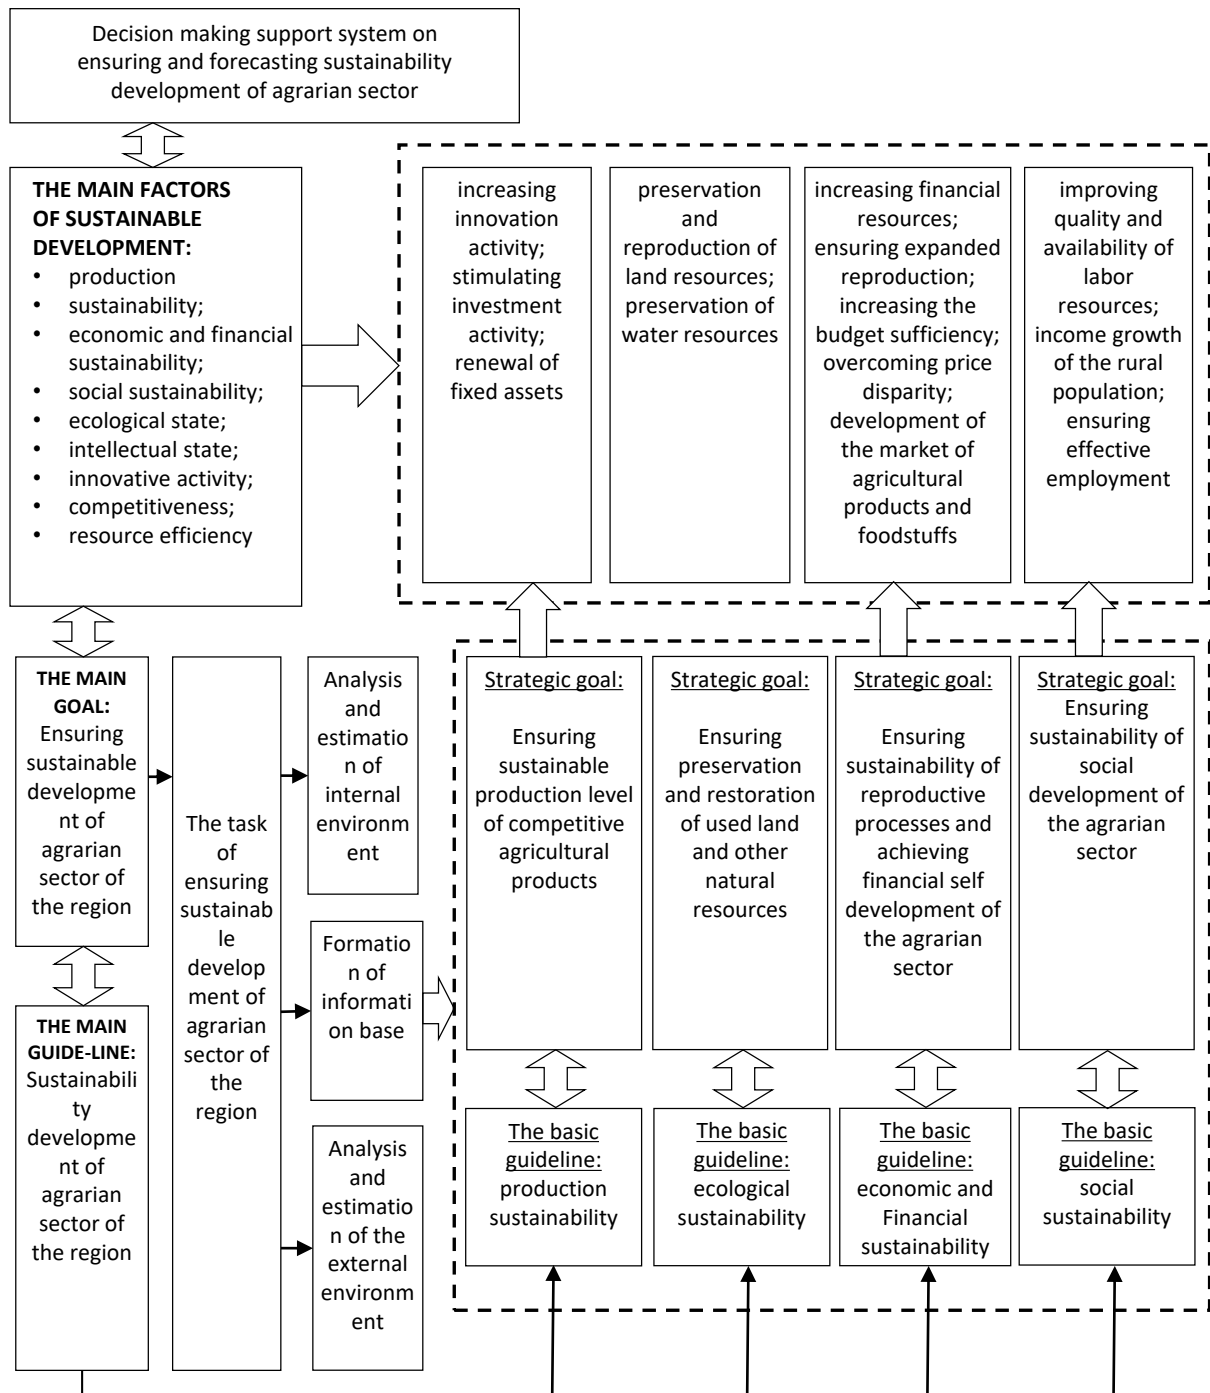 Decision making support system on
ensuring and forecasting sustainability
development of agrarian sector
THE MAIN FACTORS
OF SUSTAINABLE
DEVELOPMENT:
• production
• sustainability;
• economic and financial
sustainability;
• social sustainability;
• ecological state;
• intellectual state;
• innovative activity;
• competitiveness;
• resource efficiency
increasing
innovation
activity;
stimulating
investment
activity;
renewal of
fixed assets
preservation
and
reproduction of
land resources;
preservation of
water resources
increasing financial
resources;
ensuring expanded
reproduction;
increasing the
budget sufficiency;
overcoming price
disparity;
development of
the market of
agricultural
products and
foodstuffs
improving
quality and
availability of
labor
resources;
income growth
of the rural
population;
ensuring
effective
employment
THE MAIN
GOAL:
Ensuring
sustainable
developme
nt of
agrarian
sector of
the region
THE MAIN
GUIDE-LINE:
Sustainabili
ty
developme
nt of
agrarian
sector of
the region
The task
of
ensuring
sustainab
le
develop
ment of
agrarian
sector of
the
region
Analysis
and
estimatio
n of
internal
environm
ent
Formatio
n of
informati
on base
Analysis
and
estimatio
n of the
external
environm
ent
Strategic goal:
Ensuring
sustainable
production level
of competitive
agricultural
products
Strategic goal:
Ensuring
preservation
and restoration
of used land
and other
natural
resources
Strategic goal:
Ensuring
sustainability of
reproductive
processes and
achieving
financial self
development of
the agrarian
sector
Strategic goal:
Ensuring
sustainability of
social
development of
the agrarian
sector
The basic
guideline:
production
sustainability
The basic
guideline:
ecological
sustainability
The basic
guideline:
economic and
Financial
sustainability
The basic
guideline:
social
sustainability